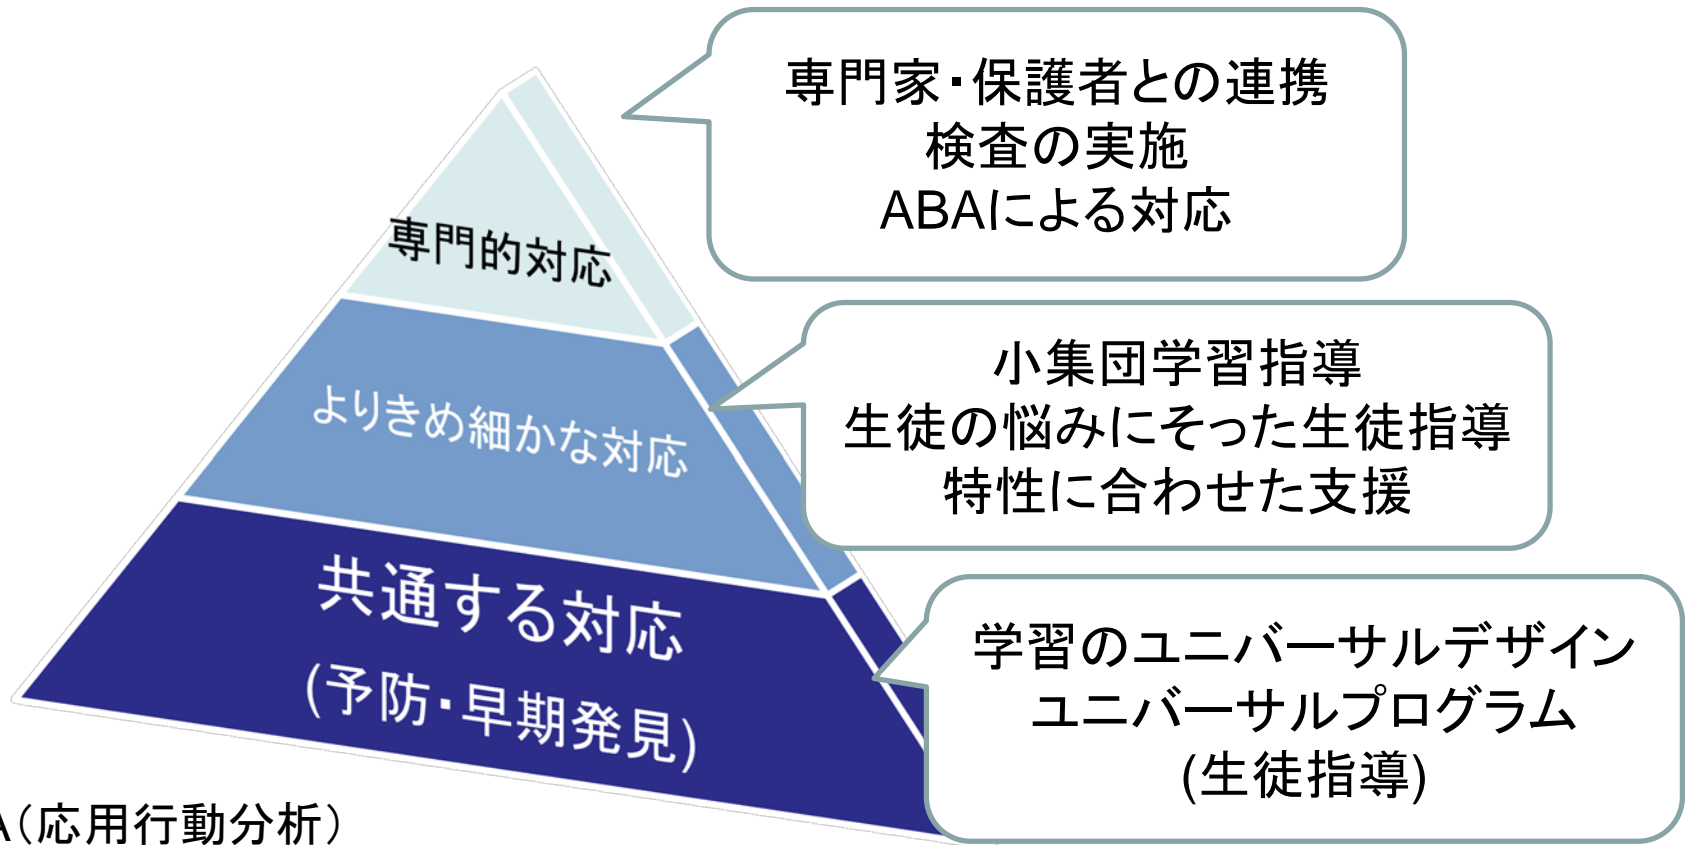 専門家・保護者との連携
検査の実施
ABAによる対応
専門的対応
小集団学習指導
生徒の悩みにそった生徒指導
特性に合わせた支援
よりきめ細かな対応
学習のユニバーサルデザイン
ユニバーサルプログラム
(生徒指導)
共通する対応
(予防・早期発見)
A(応用行動分析)